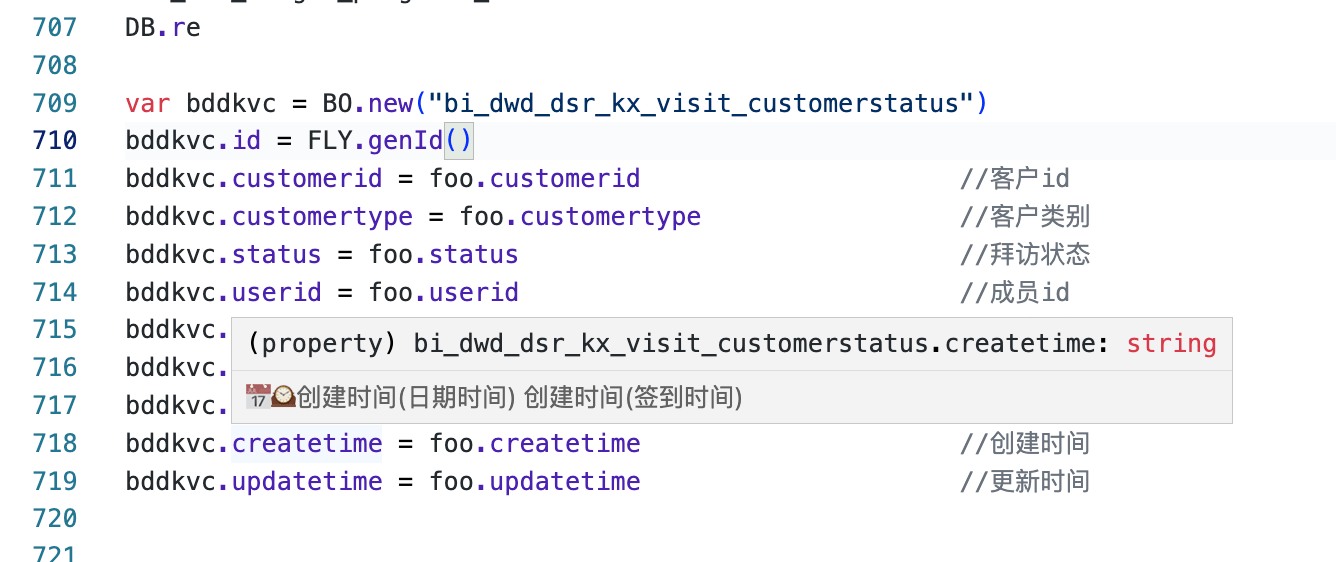 707 DB.re
708
709 var bddkvc = BO.new("bi_dwd_dsr_kx_visit_customerstatus")
710 bddkvc.id = FLY.genId()
711 bddkvc.customerid = foo.customerid //客户id
712 bddkvc.customertype = foo.customertype //客户类别
713 bddkvc.status = foo.status //拜访状态
714 bddkvc.userid = foo.userid //成员id
715 bddkvc.
(property) bi_dwd_dsr_kx_visit_customerstatus.createtime: string
716 bddkvc.
17 创建时间(日期时间) 创建时间(签到时间)
717 bddkvc.
718 bddkvc.createtime = foo.createtime //创建时间
719 bddkvc.updatetime = foo.updatetime //更新时间
720
721